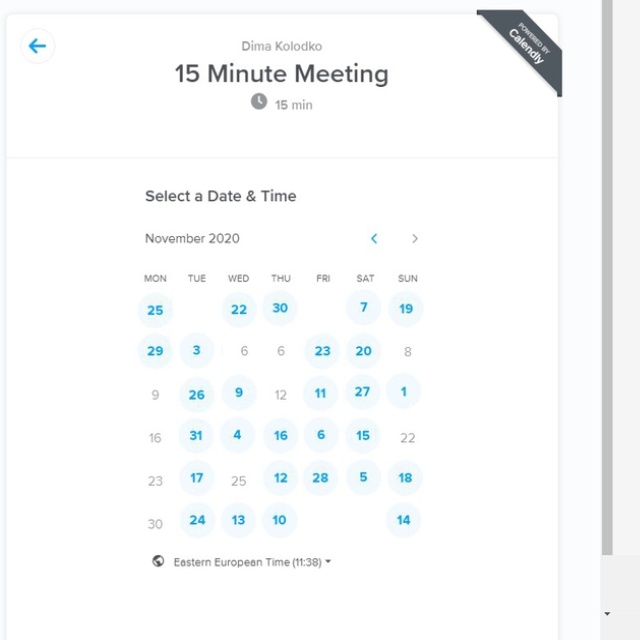 Dima Kolodko
POWERED BY
Calendly
15 Minute Meeting
15 min
Select a Date & Time
November 2020
MON TUE WED THU FRI SAT SUN
25 22 30 7 19
29 3 6 6 23 20 8
9 26 9 12 11 27 1
16 31 4 16 6 15 22
23 17 25 12 28 5 18
30 24 13 10 14
Eastern European Time (11:38)